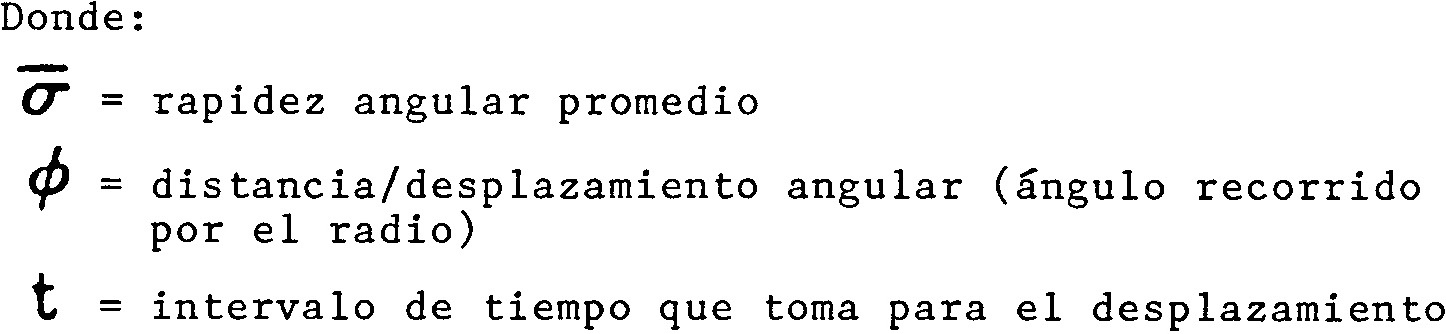 Donde:
σ̅ = rapidez angular promedio
ϕ = distancia/desplazamiento angular (ángulo recorrido
por el radio)
t = intervalo de tiempo que toma para el desplazamiento